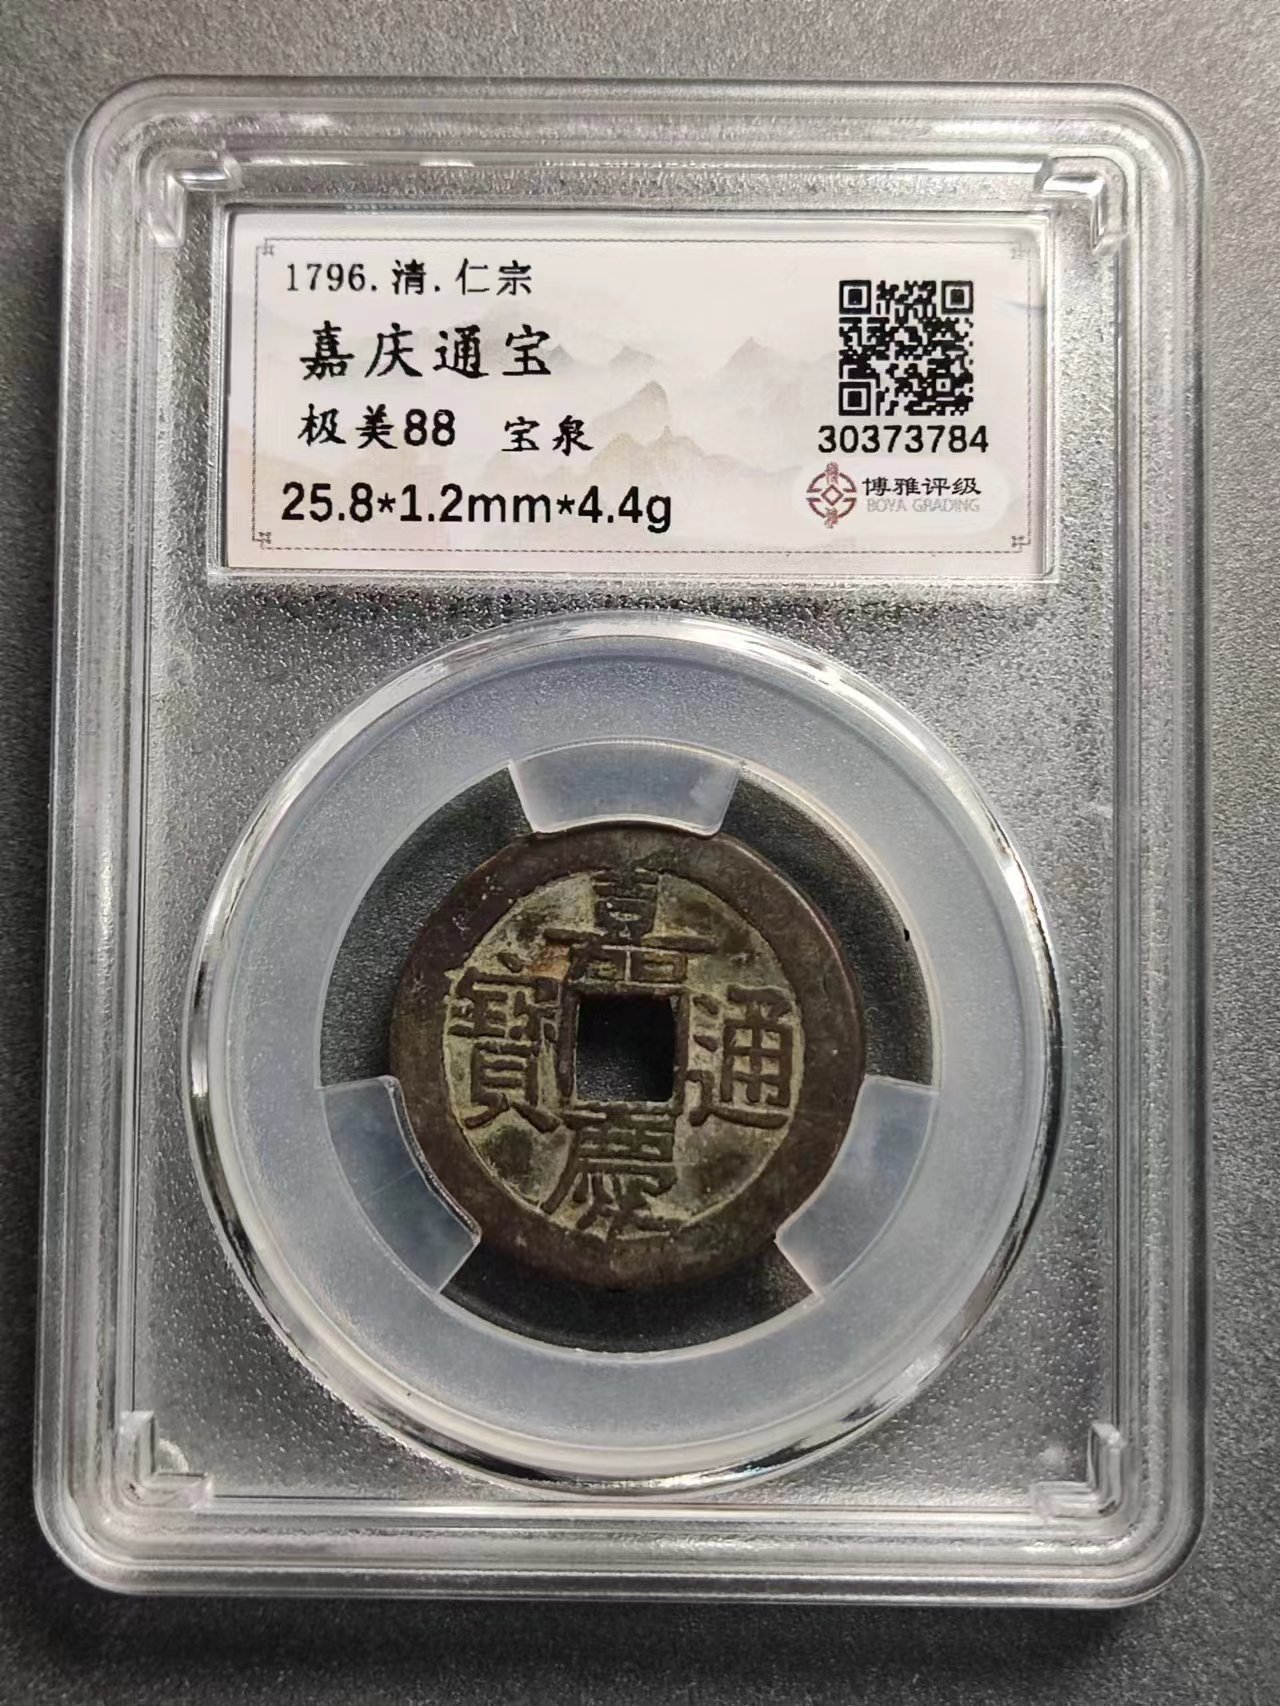 1796.清.仁宗
嘉庆通宝
极美88 宝泉
25.8*1.2mm*4.4g
30373784
博雅评级
BOYA GRADING
嘉慶通寶